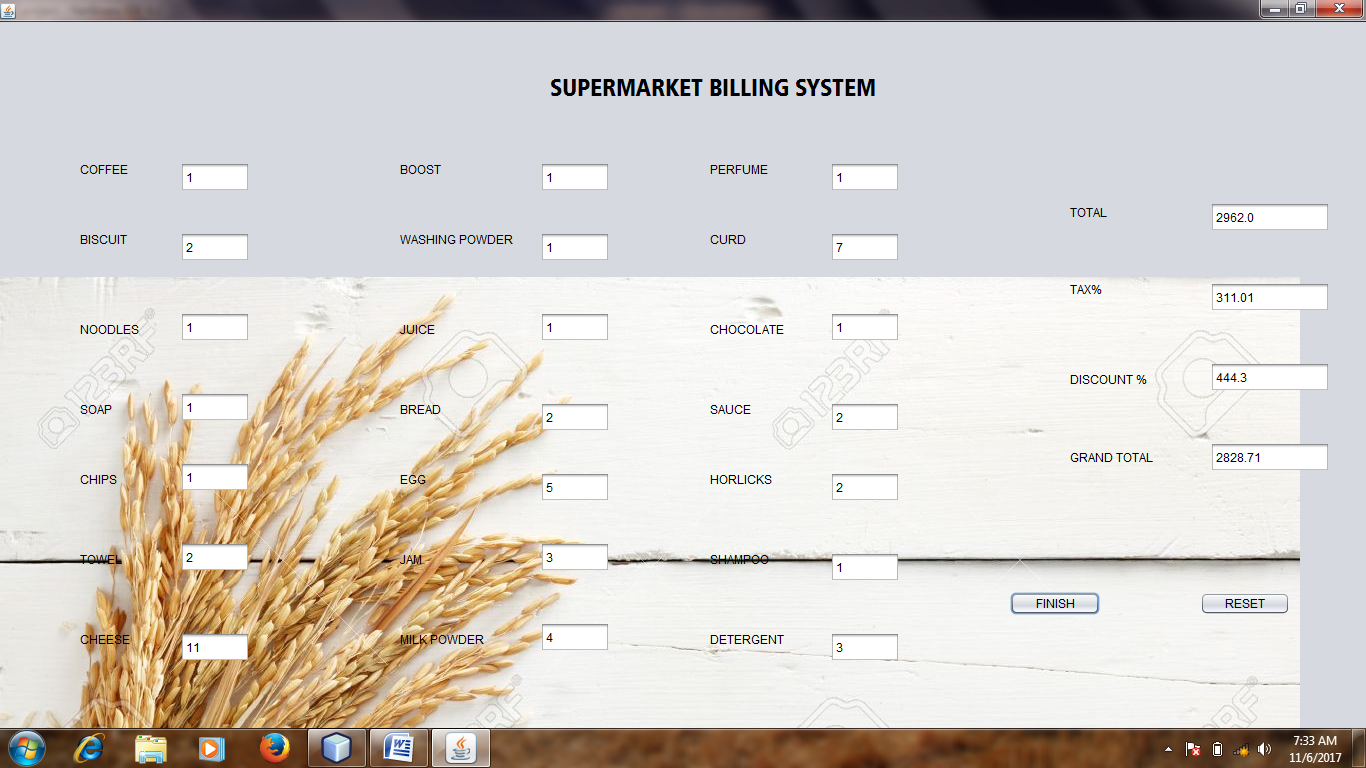 SUPERMARKET BILLING SYSTEM
COFFEE 1 BOOST 1 PERFUME 1
TOTAL 2962.0
BISCUIT 2 WASHING POWDER 1 CURD 7
TAX% 311.01
NOODLES 1 JUICE 1 CHOCOLATE 1
DISCOUNT % 444.3
SOAP 1 BREAD 2 SAUCE 2
GRAND TOTAL 2828.71
CHIPS 1 EGG 5 HORLICKS 2
TOWEL 2 JAM 3 SHAMPOO 1
FINISH RESET
CHEESE 11 MILK POWDER 4 DETERGENT 3
123RF
123RF
7:33 AM
11/6/2017